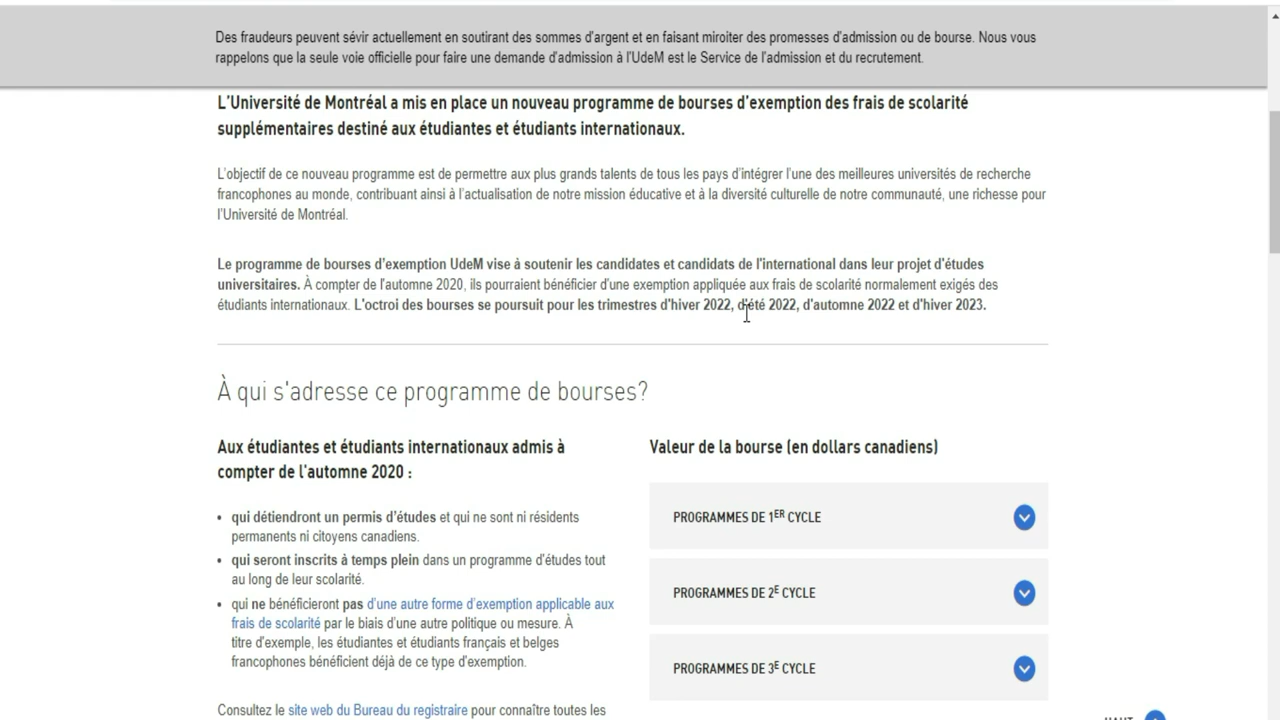 Des fraudeurs peuvent sévir actuellement en soutirant des sommes d'argent et en faisant miroiter des promesses d'admission ou de bourse. Nous vous
rappelons que la seule voie officielle pour faire une demande d'admission à l'UdeM est le Service de l'admission et du recrutement.
L'Université de Montréal a mis en place un nouveau programme de bourses d'exemption des frais de scolarité
supplémentaires destiné aux étudiantes et étudiants internationaux.
L'objectif de ce nouveau programme est de permettre aux plus grands talents de tous les pays d'intégrer l'une des meilleures universités de recherche
francophones au monde, contribuant ainsi à l'actualisation de notre mission éducative et à la diversité culturelle de notre communauté, une richesse pour
l'Université de Montréal.
Le programme de bourses d'exemption UdeM vise à soutenir les candidates et candidats de l'international dans leur projet d'études
universitaires. À compter de l'automne 2020, ils pourraient bénéficier d'une exemption appliquée aux frais de scolarité normalement exigés des
étudiants internationaux. L'octroi des bourses se poursuit pour les trimestres d'hiver 2022, d'été 2022, d'automne 2022 et d'hiver 2023.
À qui s'adresse ce programme de bourses?
Aux étudiantes et étudiants internationaux admis à
compter de l'automne 2020 :
• qui détiendront un permis d'études et qui ne sont ni résidents
permanents ni citoyens canadiens.
• qui seront inscrits à temps plein dans un programme d'études tout
au long de leur scolarité.
• qui ne bénéficieront pas d'une autre forme d'exemption applicable aux
frais de scolarité par le biais d'une autre politique ou mesure. À
titre d'exemple, les étudiantes et étudiants français et belges
francophones bénéficient déjà de ce type d'exemption.
Consultez le site web du Bureau du registraire pour connaître toutes les
Valeur de la bourse (en dollars canadiens)
PROGRAMMES DE 1ER CYCLE
PROGRAMMES DE 2E CYCLE
PROGRAMMES DE 3E CYCLE
HAUT